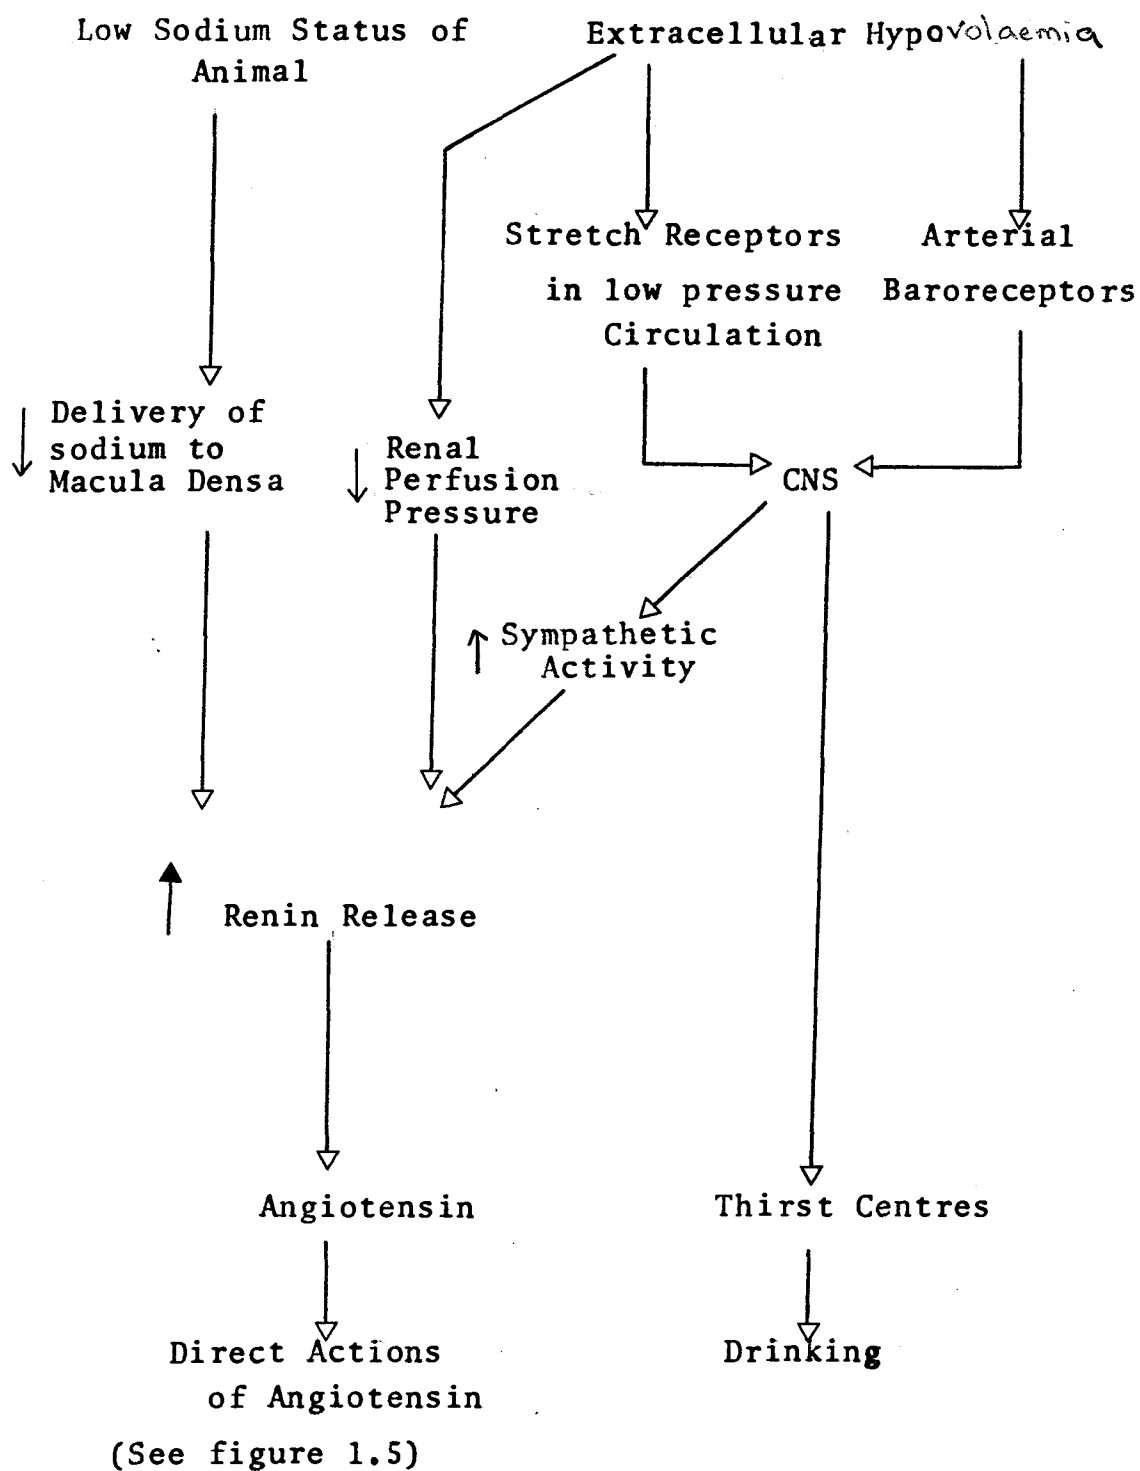 Low Sodium Status of
Animal
Extracellular Hypovolaemia
Stretch Receptors
in low pressure
Circulation
Arterial
Baroreceptors
↓ Delivery of
sodium to
Macula Densa
↓ Renal
Perfusion
Pressure
CNS
↑ Sympathetic
Activity
↑ Renin Release
Angiotensin
Thirst Centres
Direct Actions
of Angiotensin
Drinking
(See figure 1.5)